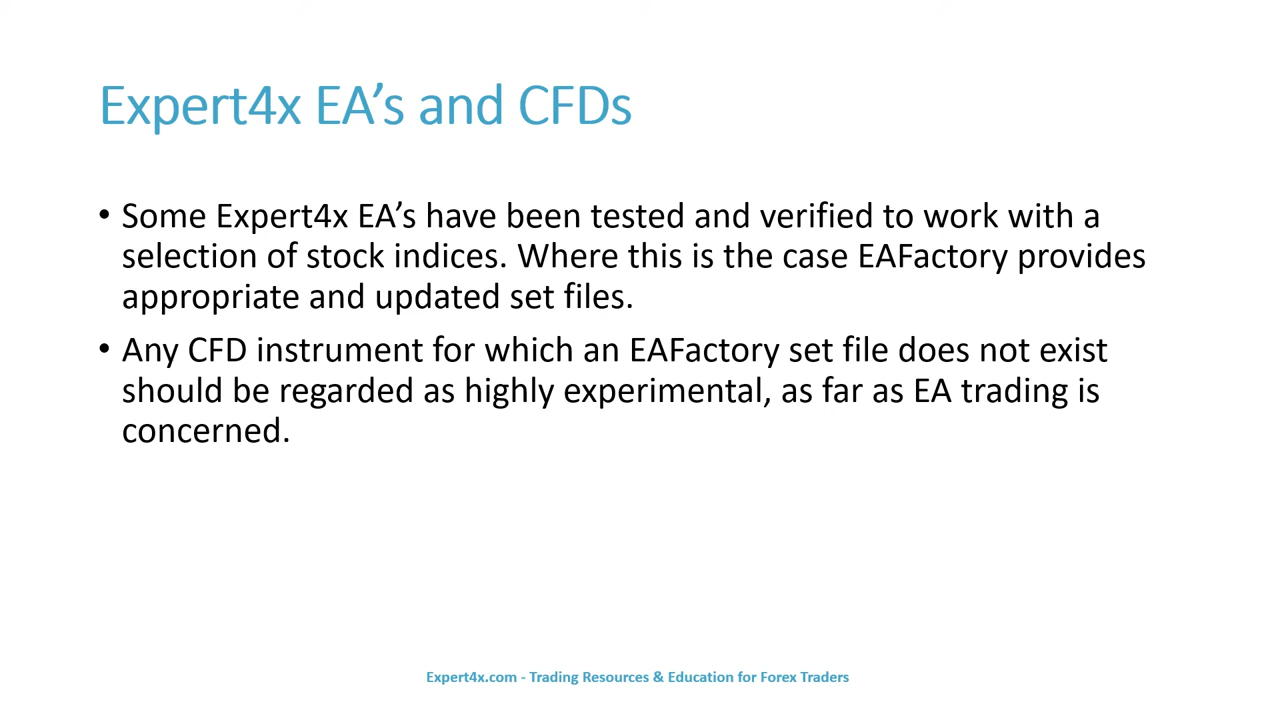 Expert4x EA’s and CFDs
• Some Expert4x EA’s have been tested and verified to work with a
selection of stock indices. Where this is the case EAFactory provides
appropriate and updated set files.
• Any CFD instrument for which an EAFactory set file does not exist
should be regarded as highly experimental, as far as EA trading is
concerned.
Expert4x.com - Trading Resources & Education for Forex Traders